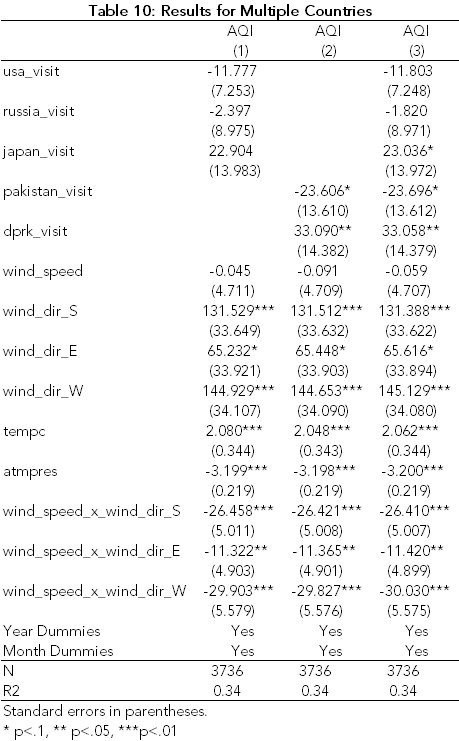 Table 10: Results for Multiple Countries
AQI AQI AQI
(1) (2) (3)
usa_visit -11.777 -11.803
(7.253) (7.248)
russia_visit -2.397 -1.820
(8.975) (8.971)
japan_visit 22.904 23.036*
(13.983) (13.972)
pakistan_visit -23.606* -23.696*
(13.610) (13.612)
dprk_visit 33.090** 33.058**
(14.382) (14.379)
wind_speed -0.045 -0.091 -0.059
(4.711) (4.709) (4.707)
wind_dir_S 131.529*** 131.512*** 131.388***
(33.649) (33.632) (33.622)
wind_dir_E 65.232* 65.448* 65.616*
(33.921) (33.903) (33.894)
wind_dir_W 144.929*** 144.653*** 145.129***
(34.107) (34.090) (34.080)
tempc 2.080*** 2.048*** 2.062***
(0.344) (0.343) (0.344)
atmpres -3.199*** -3.198*** -3.200***
(0.219) (0.219) (0.219)
wind_speed_x_wind_dir_S -26.458*** -26.421*** -26.410***
(5.011) (5.008) (5.007)
wind_speed_x_wind_dir_E -11.322** -11.365** -11.420**
(4.903) (4.901) (4.899)
wind_speed_x_wind_dir_W -29.903*** -29.827*** -30.030***
(5.579) (5.576) (5.575)
Year Dummies Yes Yes Yes
Month Dummies Yes Yes Yes
N 3736 3736 3736
R2 0.34 0.34 0.34
Standard errors in parentheses.
* p<.1, ** p<.05, ***p<.01